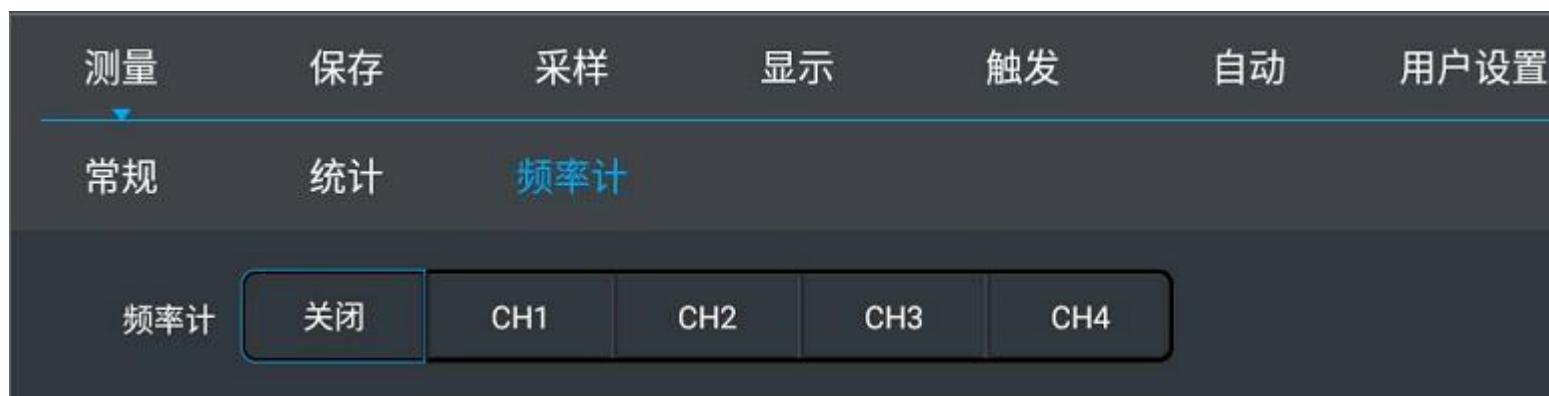 测量 保存 采样 显示 触发 自动 用户设置
常规 统计 频率计
频率计 关闭 CH1 CH2 CH3 CH4